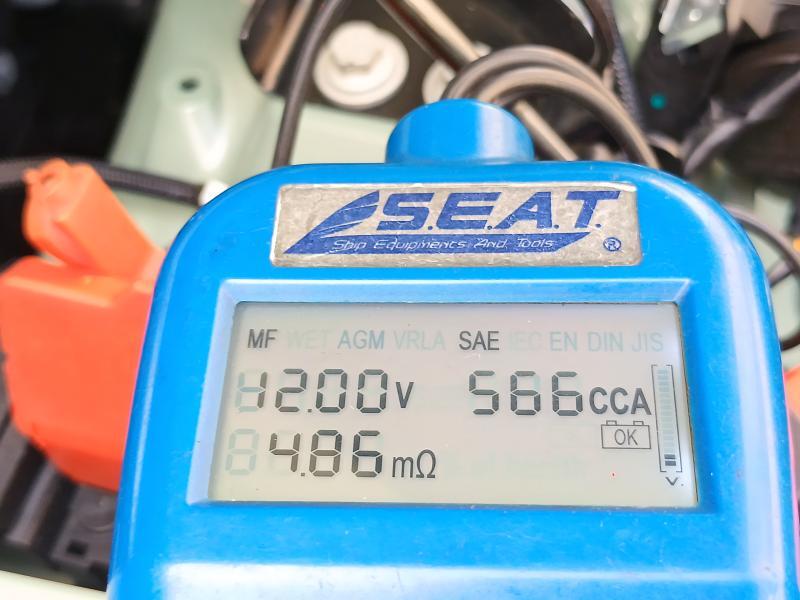 S.E.A.T.
Ship Equipments And Tools ®
MF WET AGM VRLA SAE IEC EN DIN JIS
12.00 V 566 CCA
OK
4.86 mΩ